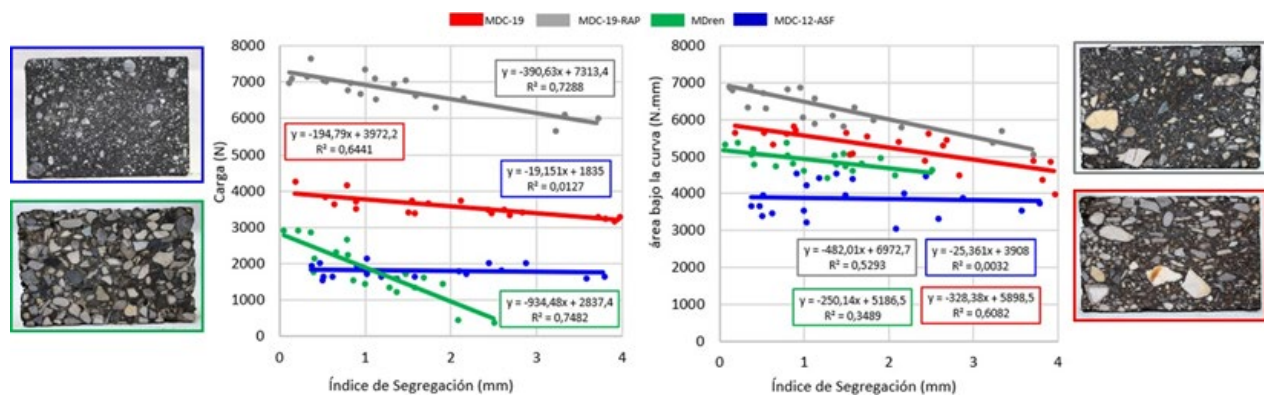 MDC-19 MDC-19-RAP MDren MDC-12-ASF
8000
7000
6000
5000
4000
3000
2000
1000
0
Carga (N)
y = -390,63x + 7313,4
R² = 0,7288
y = -194,79x + 3972,2
R² = 0,6441
y = -19,151x + 1835
R² = 0,0127
y = -934,48x + 2837,4
R² = 0,7482
0 1 2 3 4
Índice de Segregación (mm)
8000
7000
6000
5000
4000
3000
2000
1000
0
área bajo la curva (N.mm)
y = -482,01x + 6972,7
R² = 0,5293
y = -25,361x + 3908
R² = 0,0032
y = -250,14x + 5186,5
R² = 0,3489
y = -328,38x + 5898,5
R² = 0,6082
0 1 2 3 4
Índice de Segregación (mm)